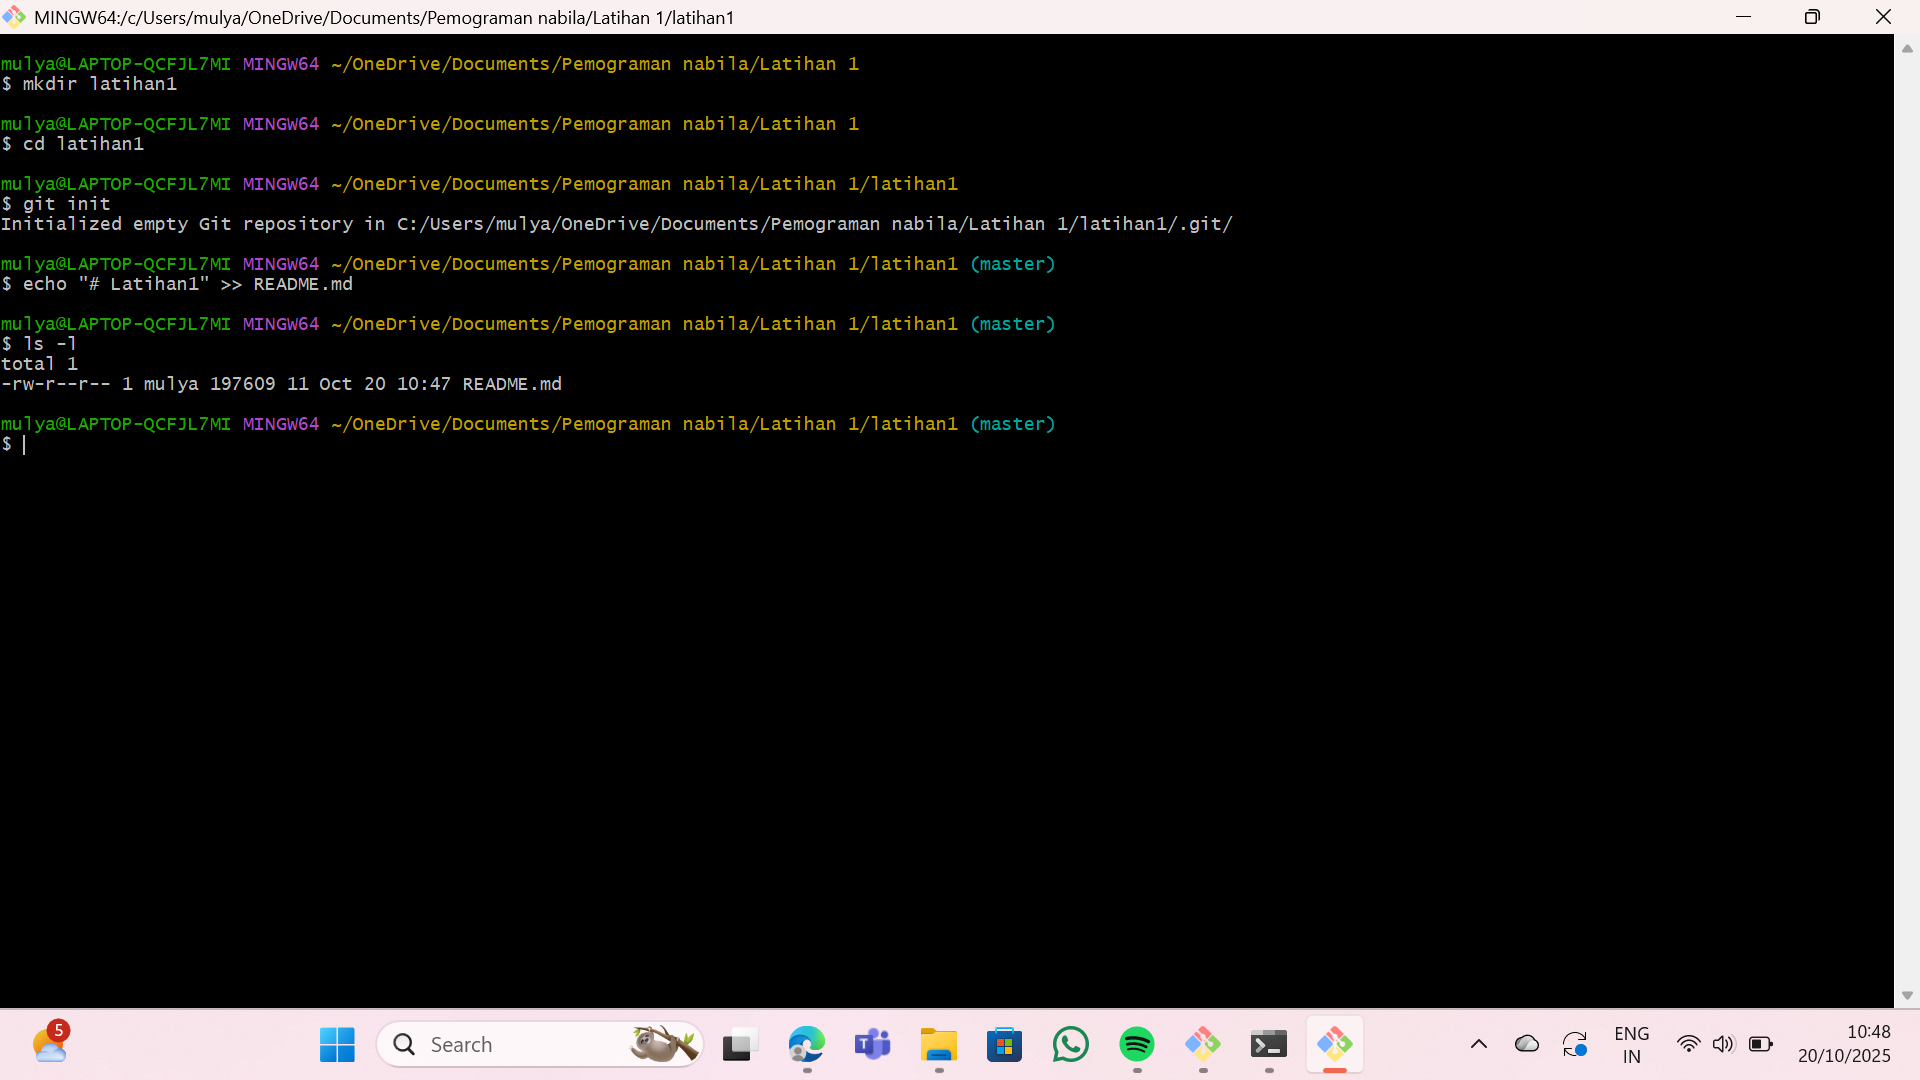 MINGW64:/c/Users/mulya/OneDrive/Documents/Pemograman nabila/Latihan 1/latihan1
mulya@LAPTOP-QCFJL7MI MINGW64 ~/OneDrive/Documents/Pemograman nabila/Latihan 1
$ mkdir latihan1
mulya@LAPTOP-QCFJL7MI MINGW64 ~/OneDrive/Documents/Pemograman nabila/Latihan 1
$ cd latihan1
mulya@LAPTOP-QCFJL7MI MINGW64 ~/OneDrive/Documents/Pemograman nabila/Latihan 1/latihan1
$ git init
Initialized empty Git repository in C:/Users/mulya/OneDrive/Documents/Pemograman nabila/Latihan 1/latihan1/.git/
mulya@LAPTOP-QCFJL7MI MINGW64 ~/OneDrive/Documents/Pemograman nabila/Latihan 1/latihan1 (master)
$ echo "# Latihan1" >> README.md
mulya@LAPTOP-QCFJL7MI MINGW64 ~/OneDrive/Documents/Pemograman nabila/Latihan 1/latihan1 (master)
$ ls -l
total 1
-rw-r--r-- 1 mulya 197609 11 Oct 20 10:47 README.md
mulya@LAPTOP-QCFJL7MI MINGW64 ~/OneDrive/Documents/Pemograman nabila/Latihan 1/latihan1 (master)
$
5
Search
ENG
IN
10:48
20/10/2025